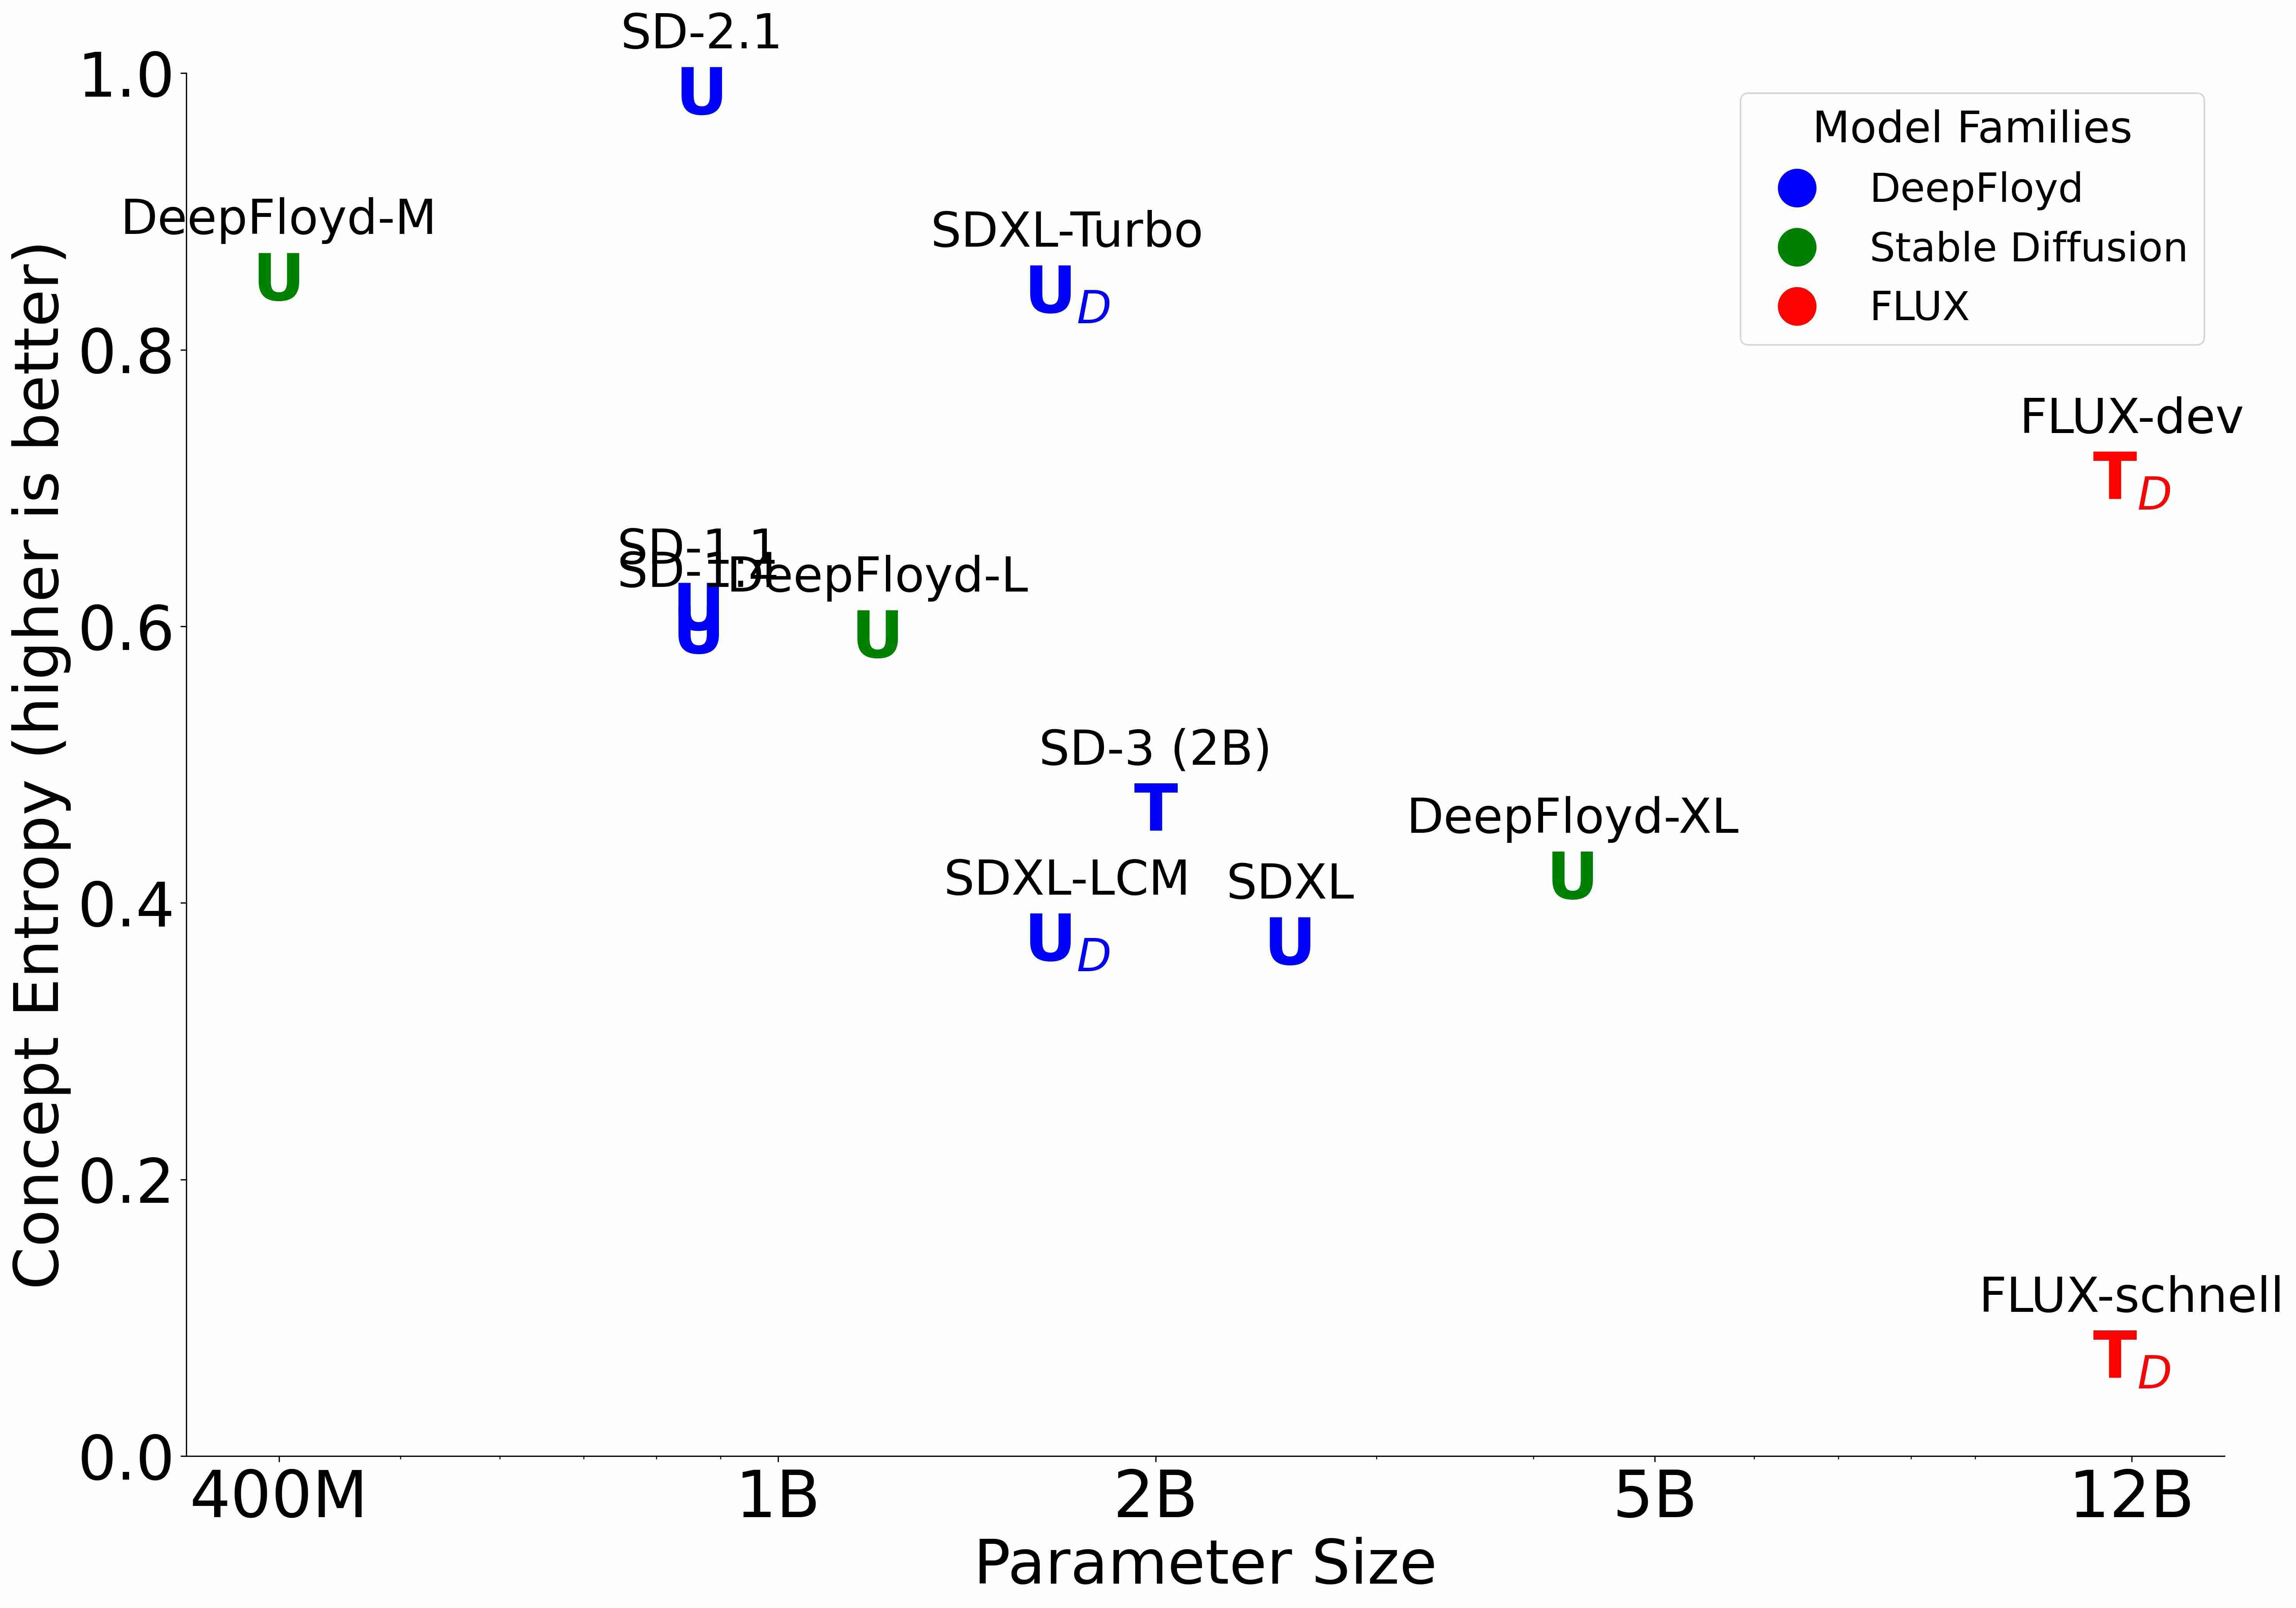 SD-2.1
1.0
U
Model Families
DeepFloyd
Stable Diffusion
FLUX
DeepFloyd-M
U
SDXL-Turbo
U_D
0.8
FLUX-dev
T_D
SD-1.1
SD-1.4
DeepFloyd-L
U
U
U
0.6
SD-3 (2B)
T
DeepFloyd-XL
U
SDXL-LCM
SDXL
0.4
U_D
U
0.2
FLUX-schnell
T_D
0.0
400M
1B
2B
5B
12B
Parameter Size
Concept Entropy (higher is better)